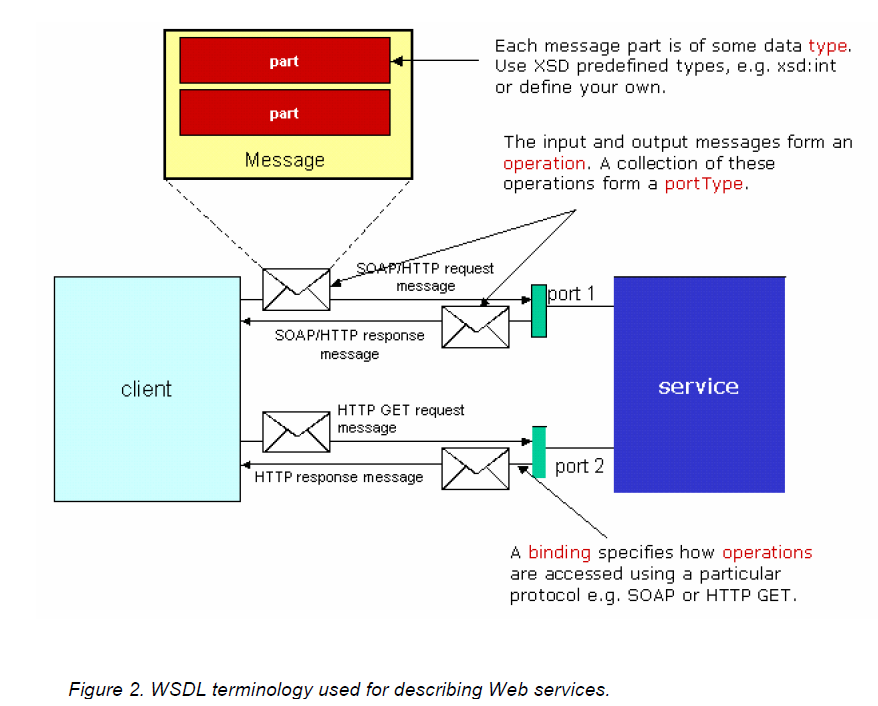 part
part
Message
Each message part is of some data type.
Use XSD predefined types, e.g. xsd:int
or define your own.
The input and output messages form an
operation. A collection of these
operations form a portType.
SOAP/HTTP request
message
port 1
SOAP/HTTP response
message
client
service
HTTP GET request
message
HTTP response message
port 2
A binding specifies how operations
are accessed using a particular
protocol e.g. SOAP or HTTP GET.
Figure 2. WSDL terminology used for describing Web services.